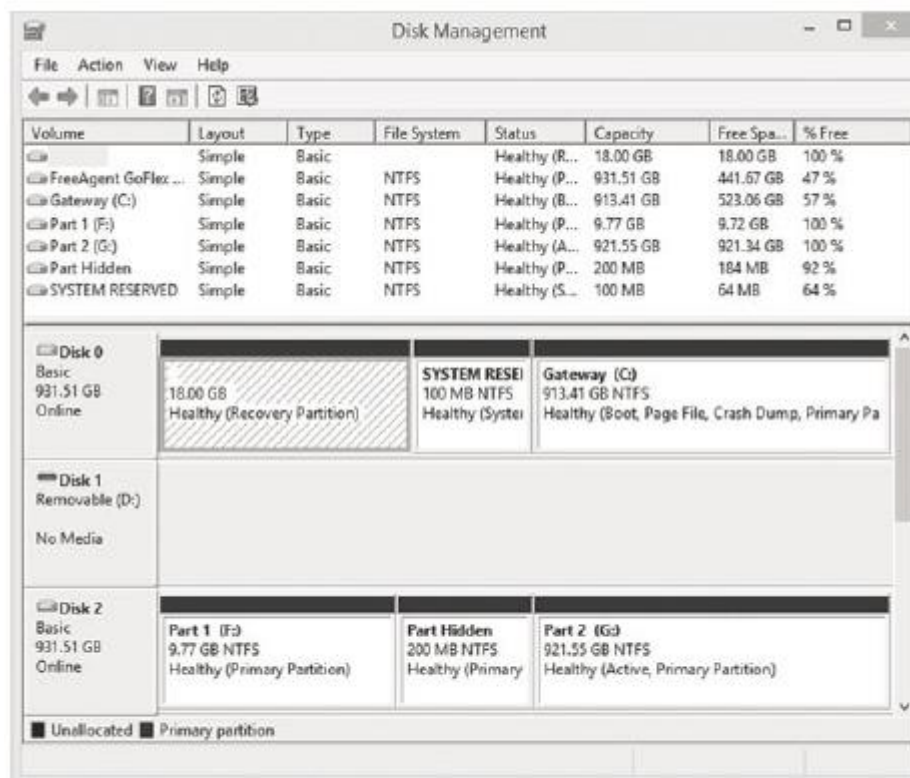 Disk Management
File Action View Help
Volume Layout Type File System Status Capacity Free Spa... % Free
Simple Basic Healthy (R... 18.00 GB 18.00 GB 100 %
FreeAgent GoFlex ... Simple Basic NTFS Healthy (P... 931.51 GB 441.67 GB 47 %
Gateway (C:) Simple Basic NTFS Healthy (B... 913.41 GB 523.06 GB 57 %
Part 1 (F:) Simple Basic NTFS Healthy (P... 9.77 GB 9.72 GB 100 %
Part 2 (G:) Simple Basic NTFS Healthy (A... 921.55 GB 921.34 GB 100 %
Part Hidden Simple Basic NTFS Healthy (P... 200 MB 184 MB 92 %
SYSTEM RESERVED Simple Basic NTFS Healthy (S... 100 MB 64 MB 64 %
Disk 0
Basic
931.51 GB
Online
18.00 GB
Healthy (Recovery Partition)
SYSTEM RESEI
100 MB NTFS
Healthy (Syster
Gateway (C:)
913.41 GB NTFS
Healthy (Boot, Page File, Crash Dump, Primary Pa
Disk 1
Removable (D:)
No Media
Disk 2
Basic
931.51 GB
Online
Part 1 (F:)
9.77 GB NTFS
Healthy (Primary Partition)
Part Hidden
200 MB NTFS
Healthy (Primary
Part 2 (G:)
921.55 GB NTFS
Healthy (Active, Primary Partition)
Unallocated Primary partition